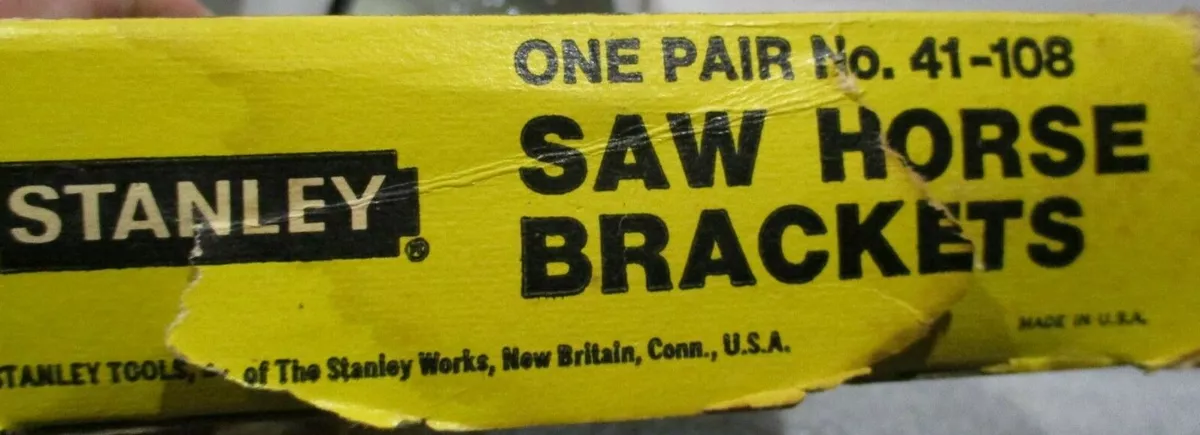 ONE PAIR No. 41-108
STANLEY®
SAW HORSE
BRACKETS
MADE IN U.S.A.
STANLEY TOOLS, of The Stanley Works, New Britain, Conn., U.S.A.